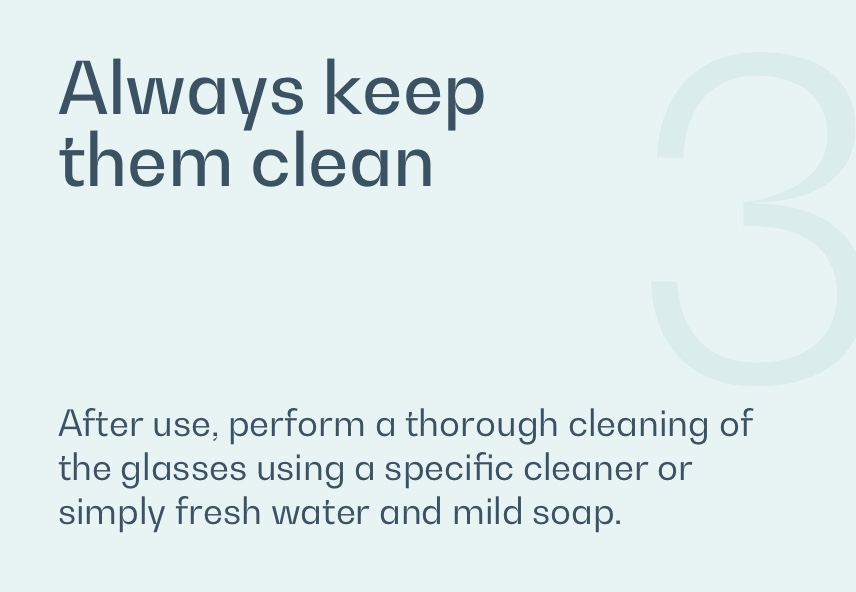 Always keep
them clean
3
After use, perform a thorough cleaning of
the glasses using a specific cleaner or
simply fresh water and mild soap.